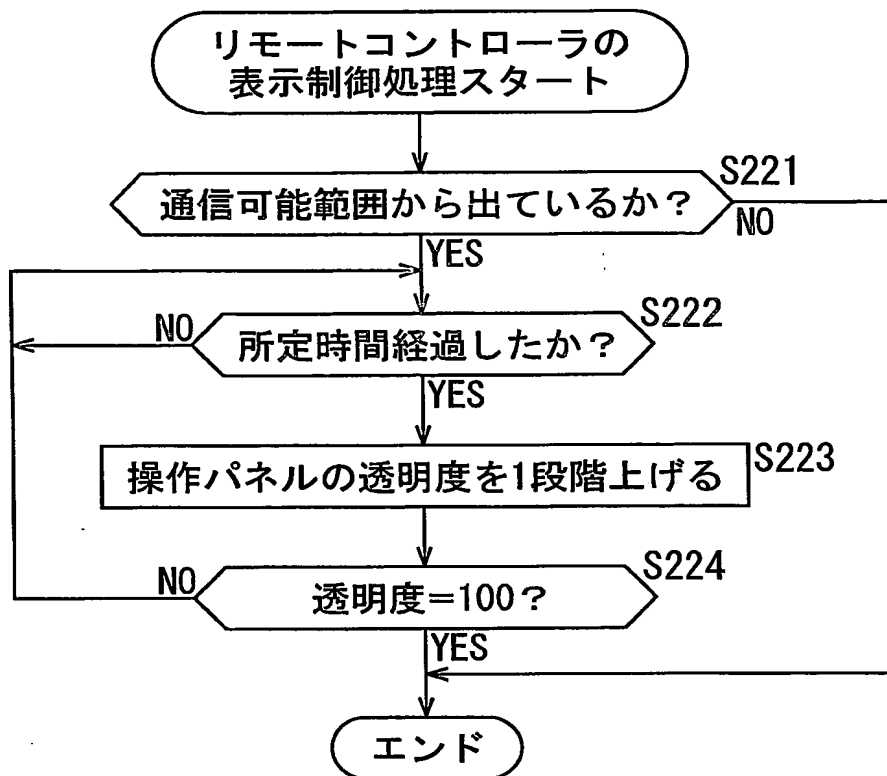 リモートコントローラの
表示制御処理スタート
S221
通信可能範囲から出ているか？
NO
YES
S222
NO
所定時間経過したか？
YES
S223
操作パネルの透明度を1段階上げる
S224
NO
透明度=100？
YES
エンド